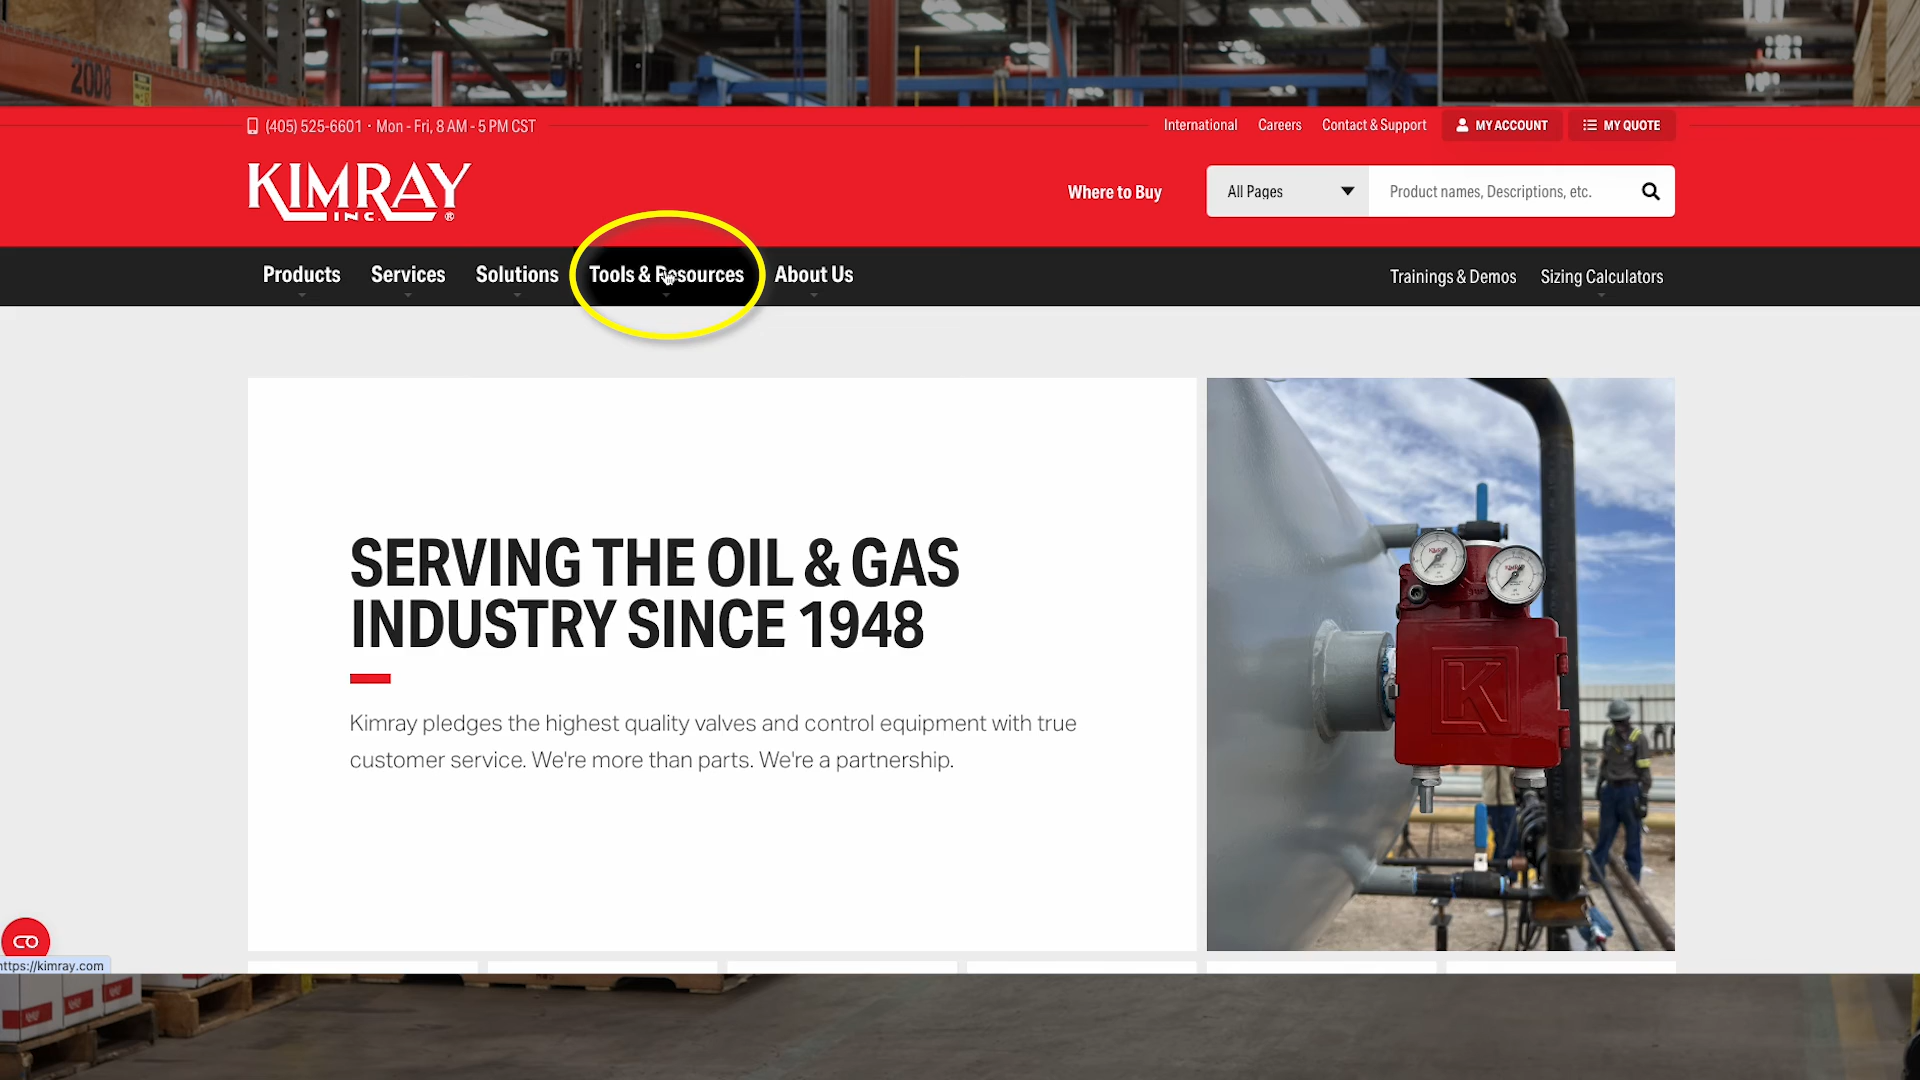 2008
(405) 525-6601 · Mon - Fri, 8 AM - 5 PM CST
International
Careers
Contact & Support
MY ACCOUNT
MY QUOTE
KIMRAY
INC.®
Where to Buy
All Pages
Product names, Descriptions, etc.
Products
Services
Solutions
Tools & Resources
About Us
Trainings & Demos
Sizing Calculators
SERVING THE OIL & GAS
INDUSTRY SINCE 1948
Kimray pledges the highest quality valves and control equipment with true
customer service. We're more than parts. We're a partnership.
https://kimray.com